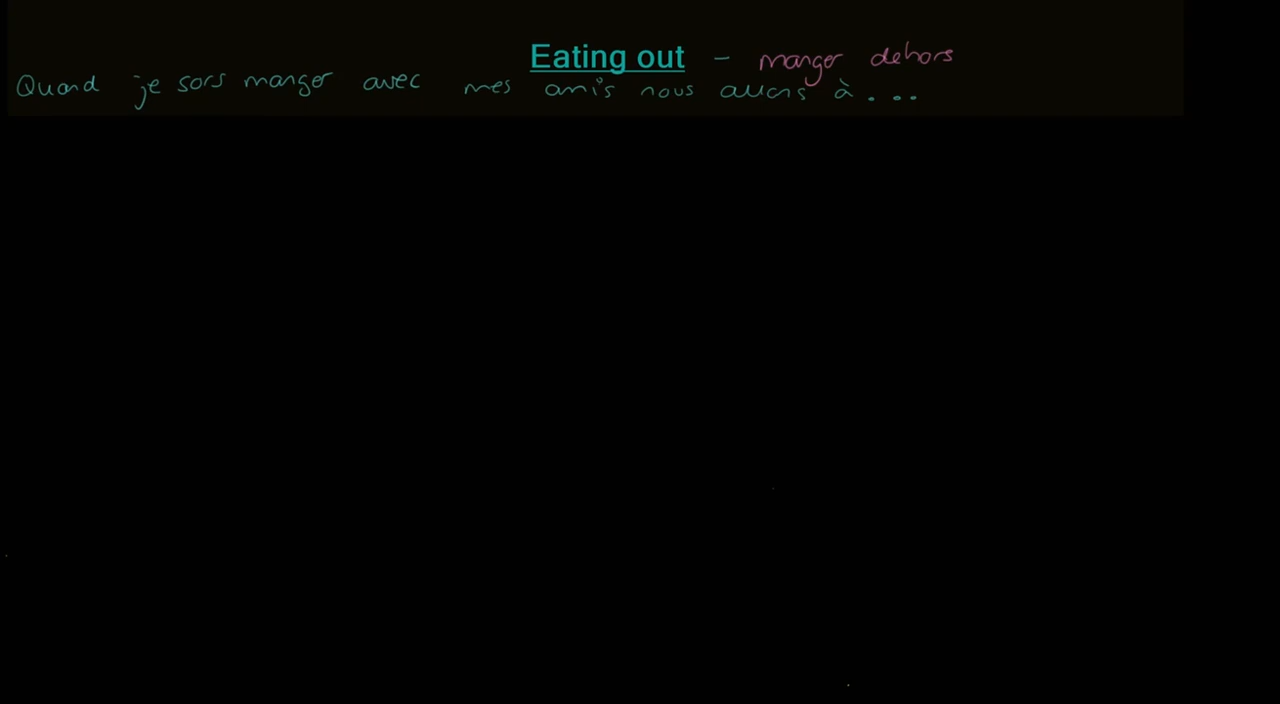 Eating out - manger dehors
Quand je sors manger avec mes amis nous allons à...